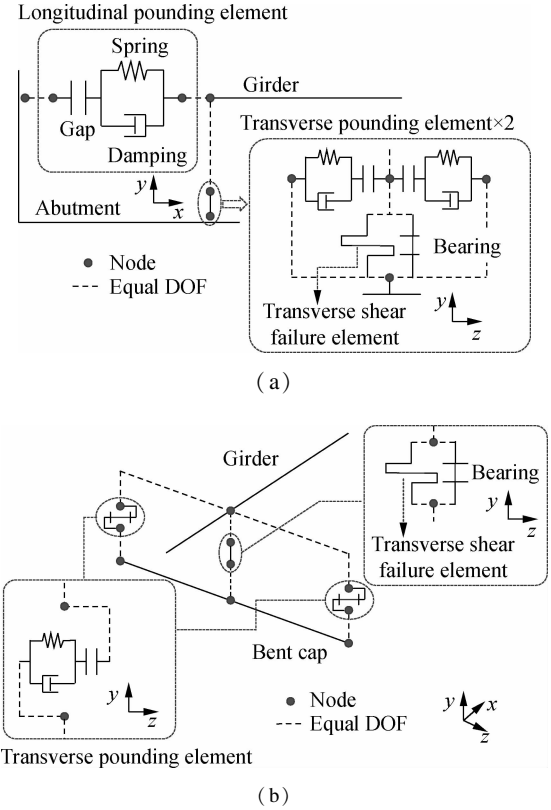 Longitudinal pounding element
Spring
Gap
Damping
Girder
Transverse pounding element×2
y
x
Abutment
Bearing
Node
Equal DOF
Transverse shear
failure element
y
z
(a)
Girder
Bearing
y
z
Transverse shear
failure element
Bent cap
y
z
Node
Equal DOF
y
x
z
Transverse pounding element
(b)